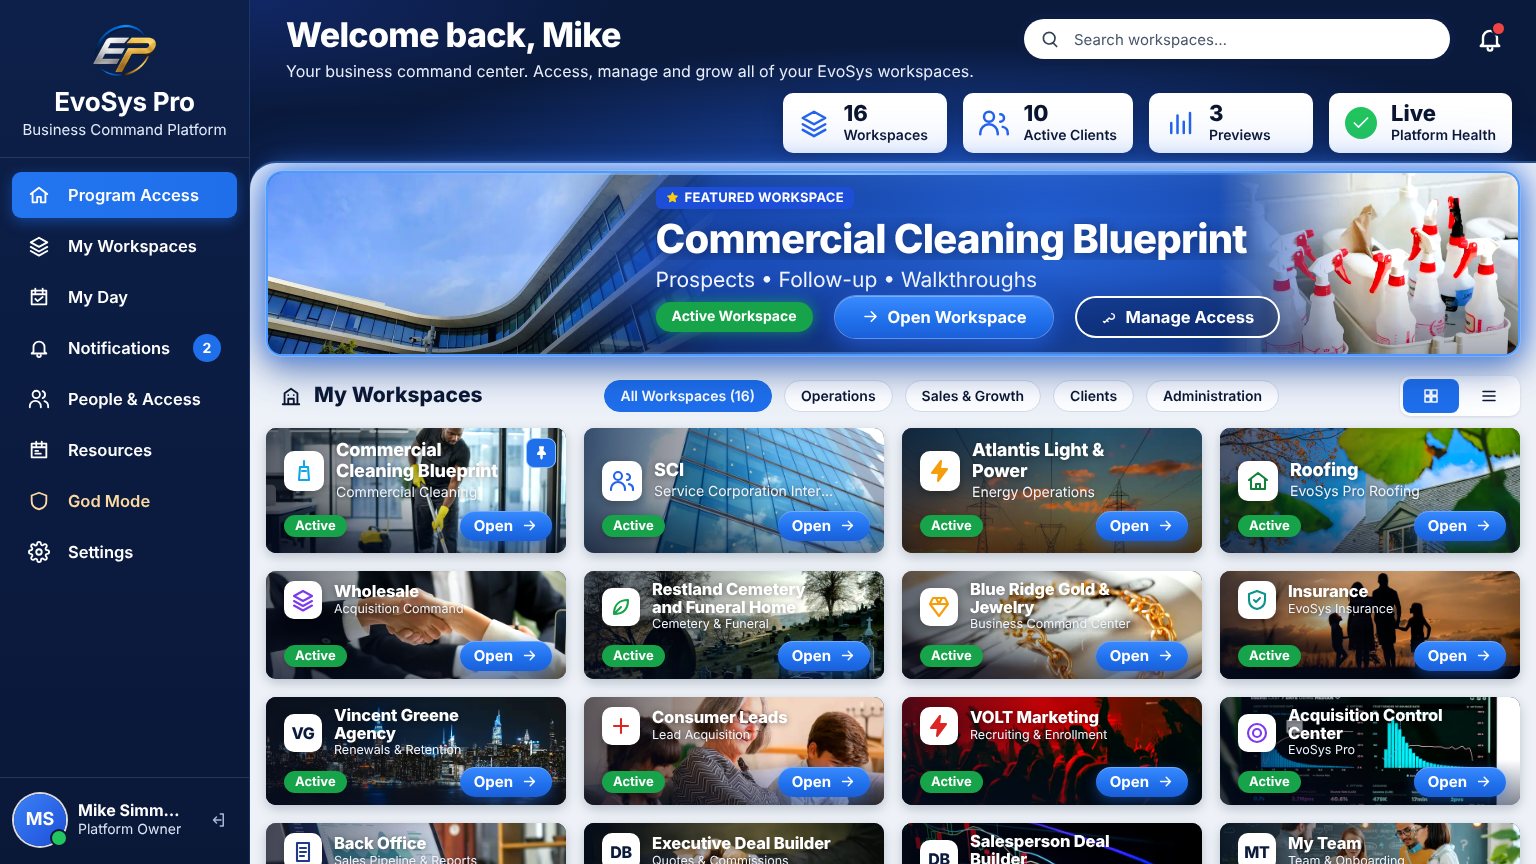 EP
EvoSys Pro
Business Command Platform
Program Access
My Workspaces
My Day
Notifications 2
People & Access
Resources
God Mode
Settings
MS
Mike Simm...
Platform Owner
Welcome back, Mike
Your business command center. Access, manage and grow all of your EvoSys workspaces.
Search workspaces...
16
Workspaces
10
Active Clients
3
Previews
Live
Platform Health
FEATURED WORKSPACE
Commercial Cleaning Blueprint
Prospects • Follow-up • Walkthroughs
Active Workspace
Open Workspace
Manage Access
My Workspaces
All Workspaces (16)
Operations
Sales & Growth
Clients
Administration
Commercial
Cleaning Blueprint
Commercial Cleaning
Active
Open
SCI
Service Corporation Inter...
Active
Open
Atlantis Light &
Power
Energy Operations
Active
Open
Roofing
EvoSys Pro Roofing
Active
Open
Wholesale
Acquisition Command
Active
Open
Restland Cemetery
and Funeral Home
Cemetery & Funeral
Active
Open
Blue Ridge Gold &
Jewelry
Business Command Center
Active
Open
Insurance
EvoSys Insurance
Active
Open
VG
Vincent Greene
Agency
Renewals & Retention
Active
Open
Consumer Leads
Lead Acquisition
Active
Open
VOLT Marketing
Recruiting & Enrollment
Active
Open
Acquisition Control
Center
EvoSys Pro
Active
Open
Back Office
Sales Pipeline & Reports
DB
Executive Deal Builder
Quotes & Commissions
DB
Salesperson Deal
Builder
MT
My Team
Team & Onboarding